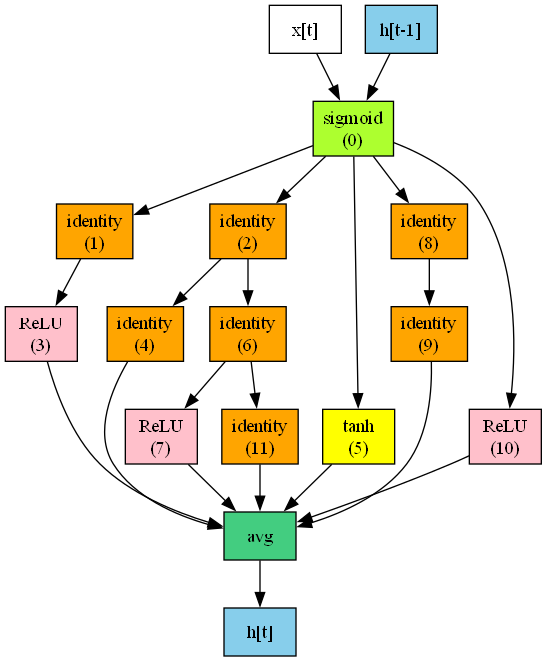 x[t]
h[t-1]
sigmoid
(0)
identity
(1)
identity
(2)
identity
(8)
ReLU
(3)
identity
(4)
identity
(6)
identity
(9)
ReLU
(7)
identity
(11)
tanh
(5)
ReLU
(10)
avg
h[t]